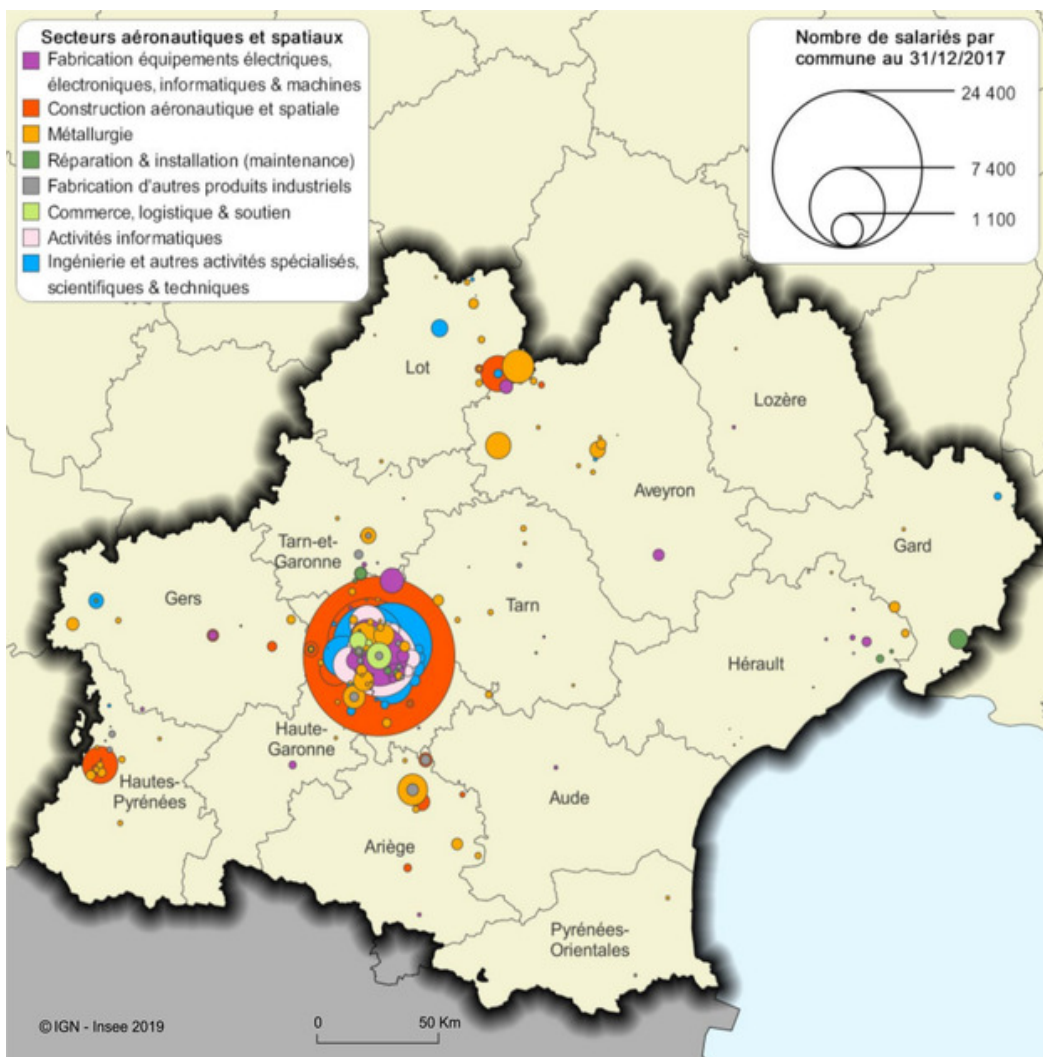 Secteurs aéronautiques et spatiaux
Fabrication équipements électriques,
électroniques, informatiques & machines
Construction aéronautique et spatiale
Métallurgie
Réparation & installation (maintenance)
Fabrication d'autres produits industriels
Commerce, logistique & soutien
Activités informatiques
Ingénierie et autres activités spécialisés,
scientifiques & techniques
Nombre de salariés par
commune au 31/12/2017
24 400
7 400
1 100
Lot
Lozère
Aveyron
Gard
Tarn-et-
Garonne
Gers
Tarn
Hérault
Haute-
Garonne
Hautes-
Pyrénées
Aude
Ariège
Pyrénées-
Orientales
© IGN - Insee 2019
0
50 Km